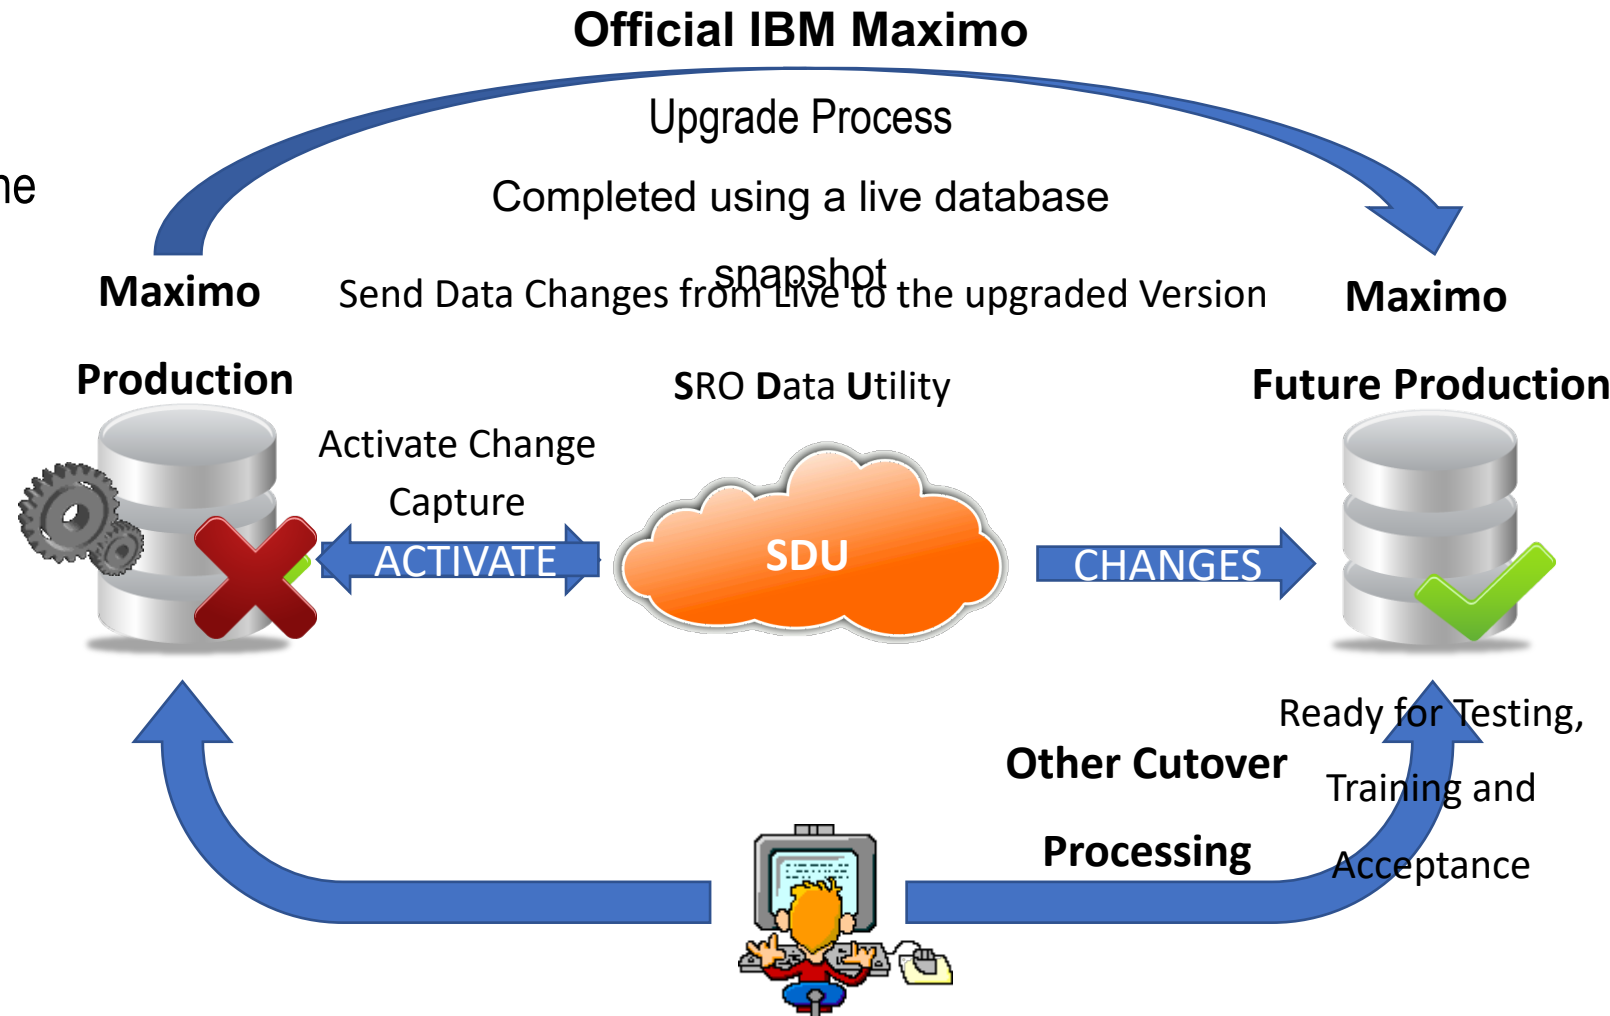 Official IBM Maximo
Upgrade Process
Completed using a live database
snapshot
ne
Maximo
Production
Send Data Changes from Live to the upgraded Version
SRO Data Utility
Maximo
Future Production
Activate Change
Capture
ACTIVATE
SDU
CHANGES
Ready for Testing,
Training and
Acceptance
Other Cutover
Processing